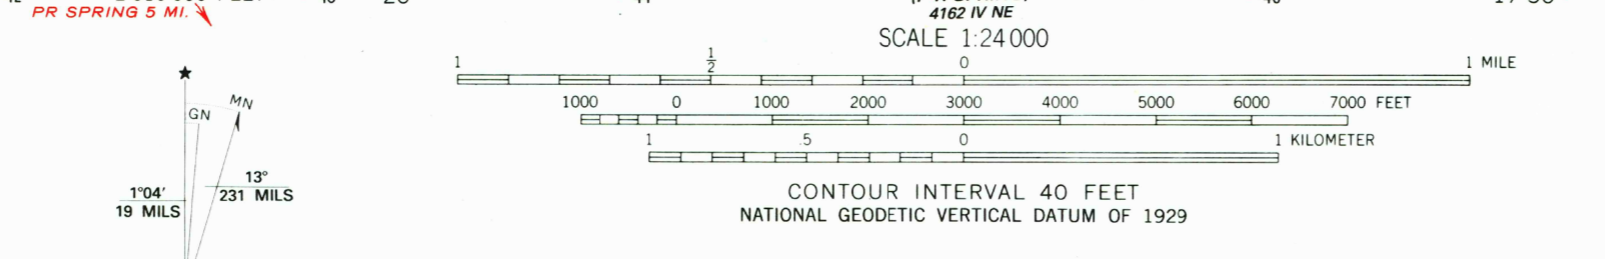 PR SPRING 5 MI.
4162 IV NE
SCALE 1:24 000
1 1/2 0 1 MILE
1000 0 1000 2000 3000 4000 5000 6000 7000 FEET
1 .5 0 1 KILOMETER
CONTOUR INTERVAL 40 FEET
NATIONAL GEODETIC VERTICAL DATUM OF 1929
MN
GN
13°
231 MILS
1°04′
19 MILS